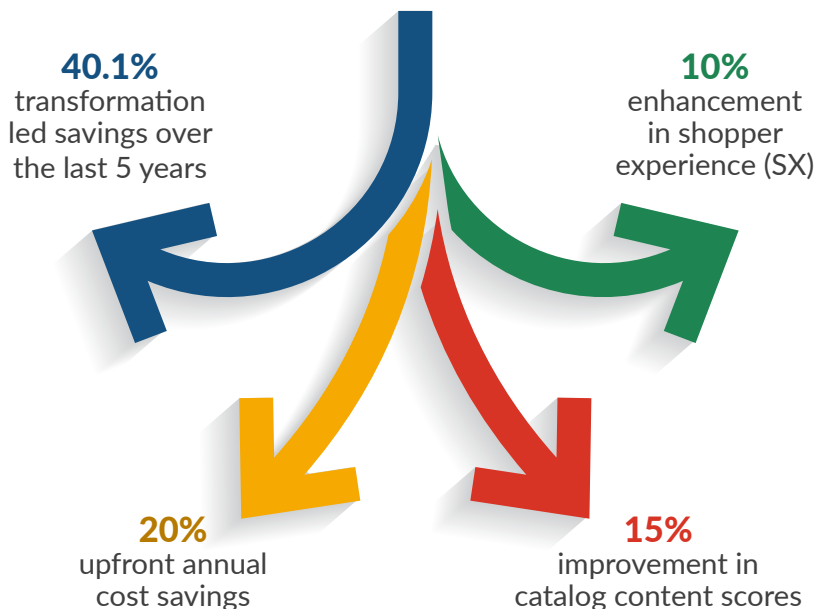 40.1%
transformation
led savings over
the last 5 years
10%
enhancement
in shopper
experience (SX)
20%
upfront annual
cost savings
15%
improvement in
catalog content scores